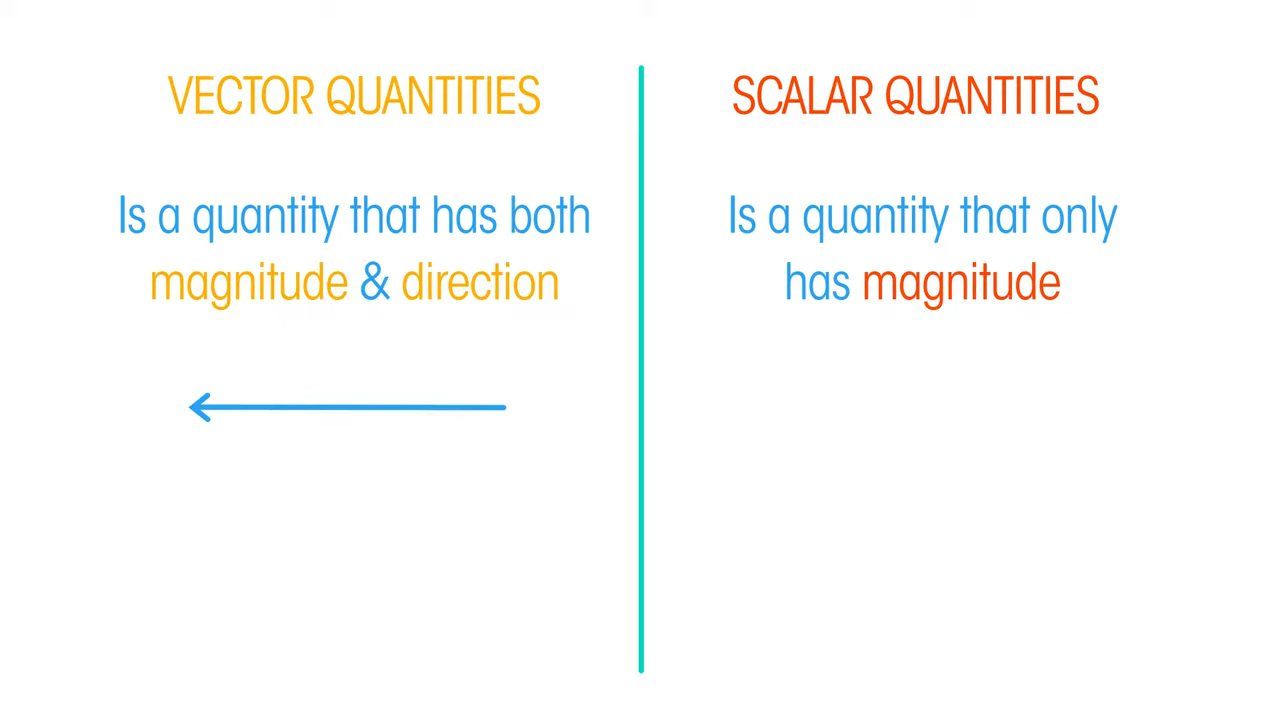 VECTOR QUANTITIES
Is a quantity that has both
magnitude & direction
SCALAR QUANTITIES
Is a quantity that only
has magnitude